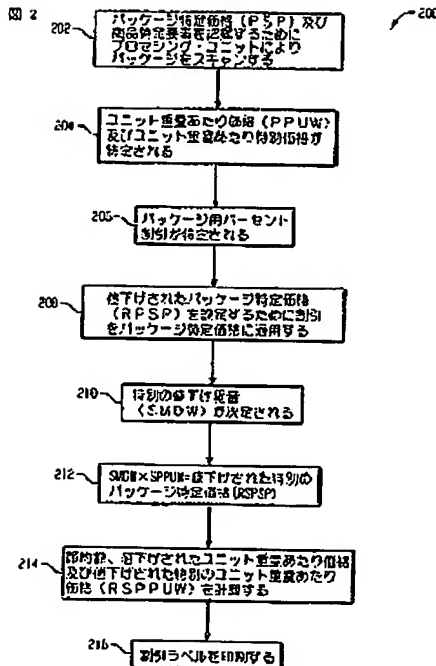 図 2
200
202
パッケージ特定価格（PSP）及び
商品特定要素を認識するために
プロセシング・ユニットにより
パッケージをスキャンする
204
ユニット重量あたり価格（PPUW）
及びユニット重量あたり特別価格が
特定される
206
パッケージ用パーセント
割引が特定される
208
値下げされたパッケージ特定価格
（RPSP）を設定するために割引
をパッケージ特定価格に適用する
210
特別の値下げ重量
（SMDW）が決定される
212
SMDW×SPPUW=値下げされた特別の
パッケージ特定価格(RSPSP)
214
節約額、値下げされたユニット重量あたり価格
及び値下げされた特別のユニット重量あたり
価格（RSPPUW）を計算する
216
割引ラベルを印刷する